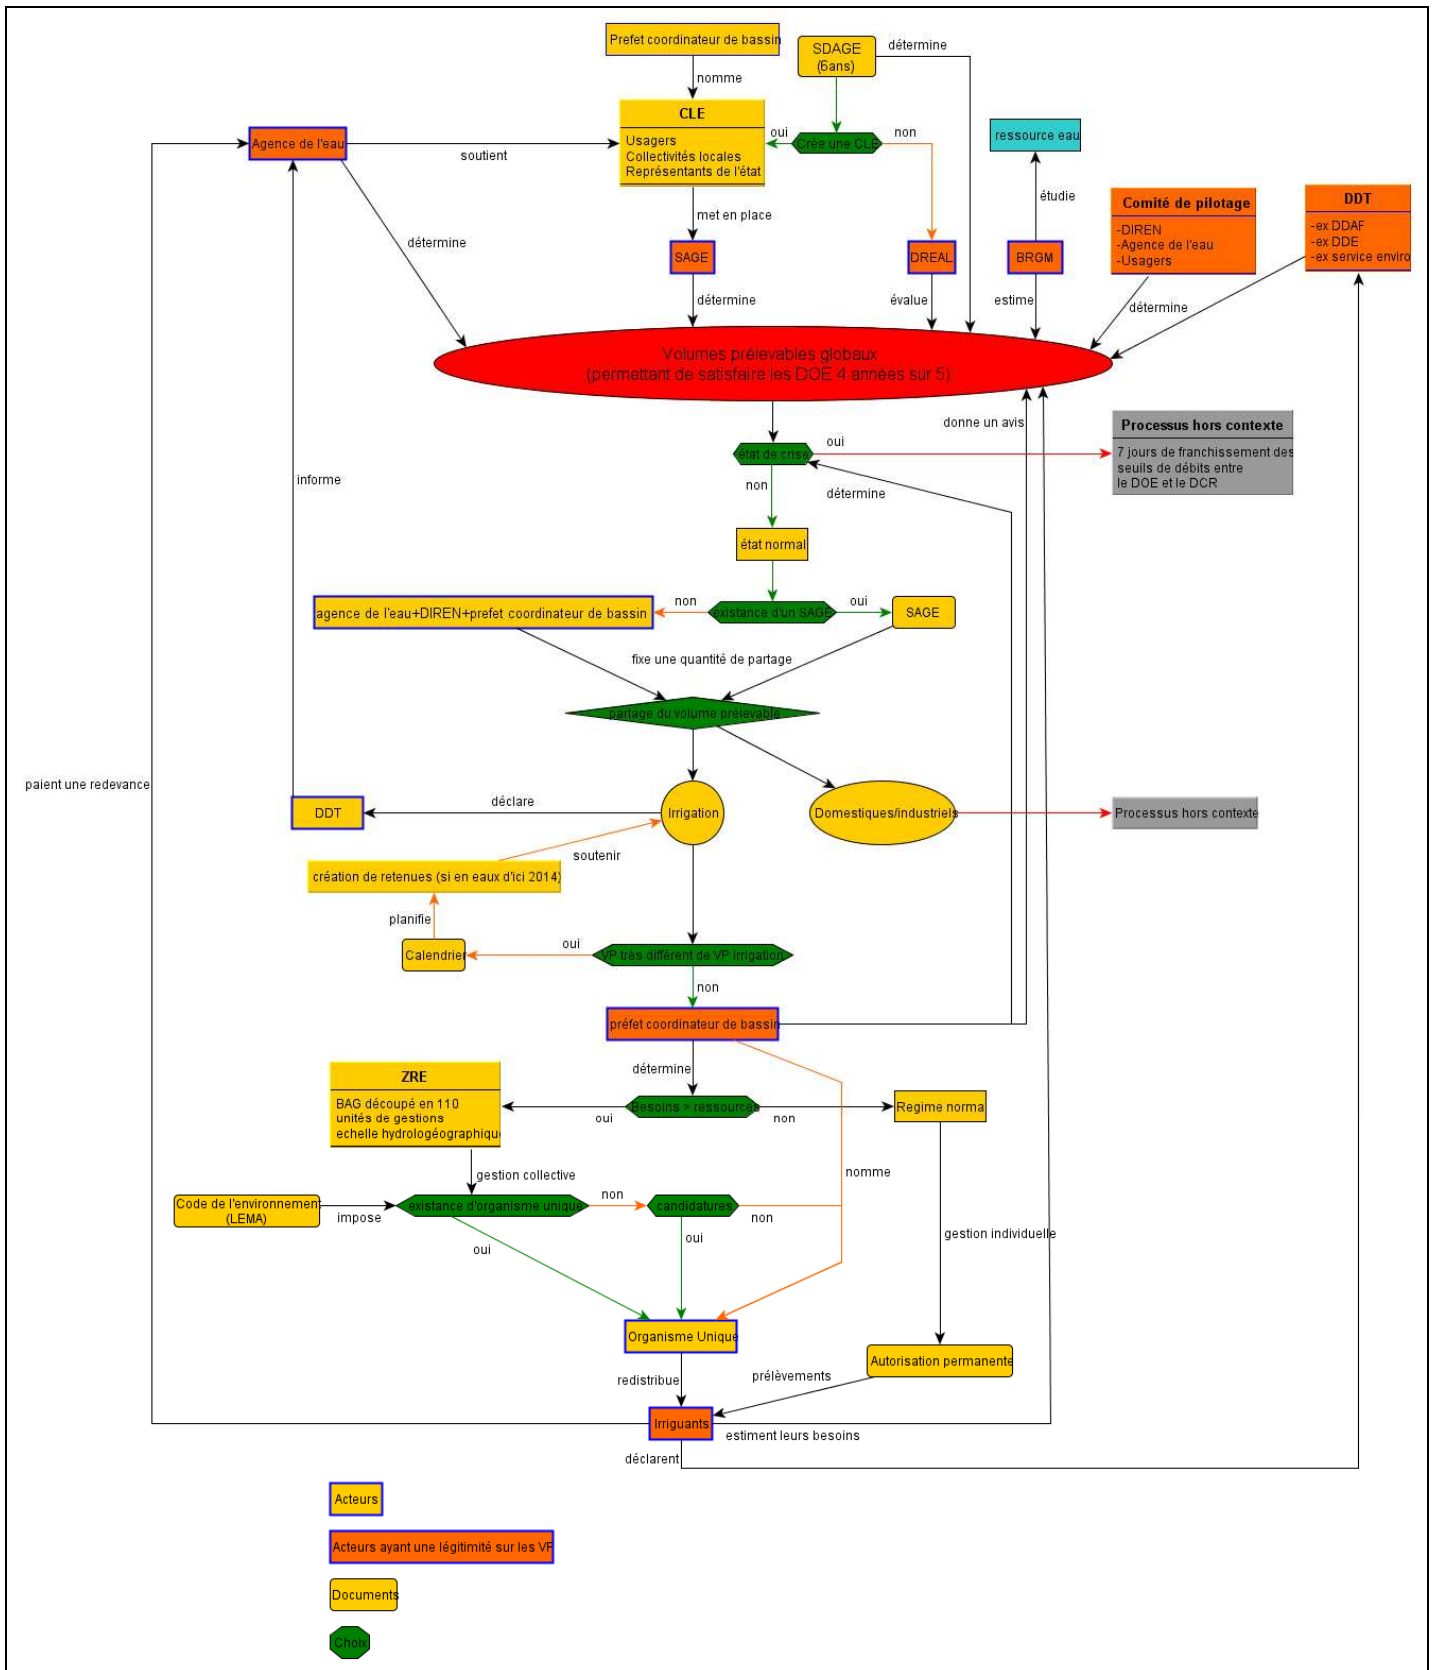 Prefet coordinateur de bassin
SDAGE
(6ans)
détermine
nomme
CLE
Usagers
Collectivités locales
Représentants de l'état
oui
Crée une CLE
non
ressource eau
Agence de l'eau
soutient
étudie
Comité de pilotage
-DIREN
-Agence de l'eau
-Usagers
DDT
-ex DDAF
-ex DDE
-ex service enviro
met en place
détermine
SAGE
DREAL
BRGM
détermine
évalue
estime
détermine
Volumes prélevables globaux
(permettant de satisfaire les DOE 4 années sur 5)
donne un avis
état de crise
oui
Processus hors contexte
7 jours de franchissement des
seuils de débits entre
le DOE et le DCR
informe
non
détermine
état normal
agence de l'eau+DIREN+prefet coordinateur de bassin
non
existance d'un SAGE
oui
SAGE
fixe une quantité de partage
partage du volume prélevable
paient une redevance
DDT
déclare
Irrigation
Domestiques/industriels
Processus hors contexte
soutenir
création de retenues (si en eaux d'ici 2014)
planifie
Calendrier
oui
VP très différent de VP Irrigation
non
préfet coordinateur de bassin
détermine
ZRE
BAG découpé en 110
unités de gestions
echelle hydrologéographique
oui
Besoins > ressources
non
Regime norma
gestion collective
nomme
Code de l'environnement
(LEMA)
impose
existance d'organisme unique
non
candidatures
non
oui
oui
gestion individuelle
Organisme Unique
Autorisation permanente
redistribue
prélèvements
Irriguants
estiment leurs besoins
déclarent
Acteurs
Acteurs ayant une légitimité sur les VP
Documents
Choix